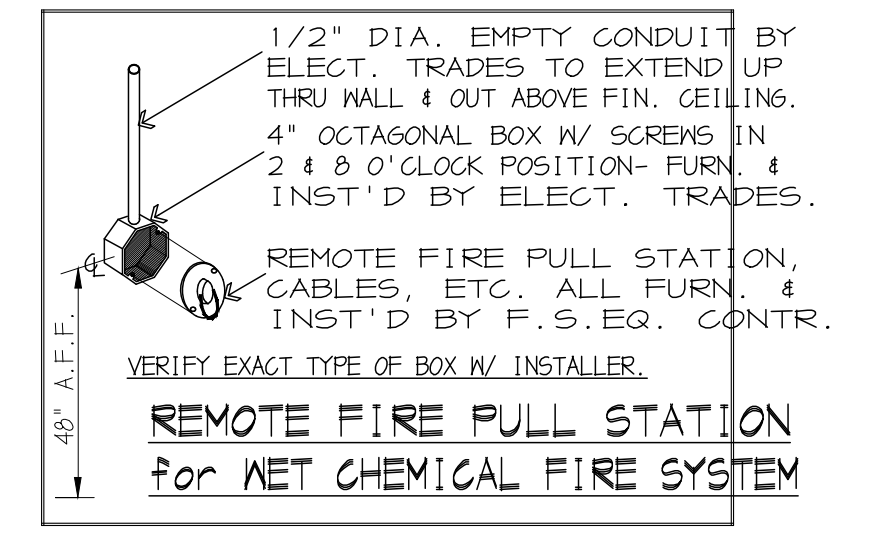 1/2" DIA. EMPTY CONDUIT BY
ELECT. TRADES TO EXTEND UP
THRU WALL & OUT ABOVE FIN. CEILING.
4" OCTAGONAL BOX W/ SCREWS IN
2 & 8 O'CLOCK POSITION- FURN. &
INST'D BY ELECT. TRADES.
REMOTE FIRE PULL STATION,
CABLES, ETC. ALL FURN. &
INST'D BY F.S.EQ. CONTR.
℄
48" A.F.F.
VERIFY EXACT TYPE OF BOX W/ INSTALLER.
REMOTE FIRE PULL STATION
for WET CHEMICAL FIRE SYSTEM